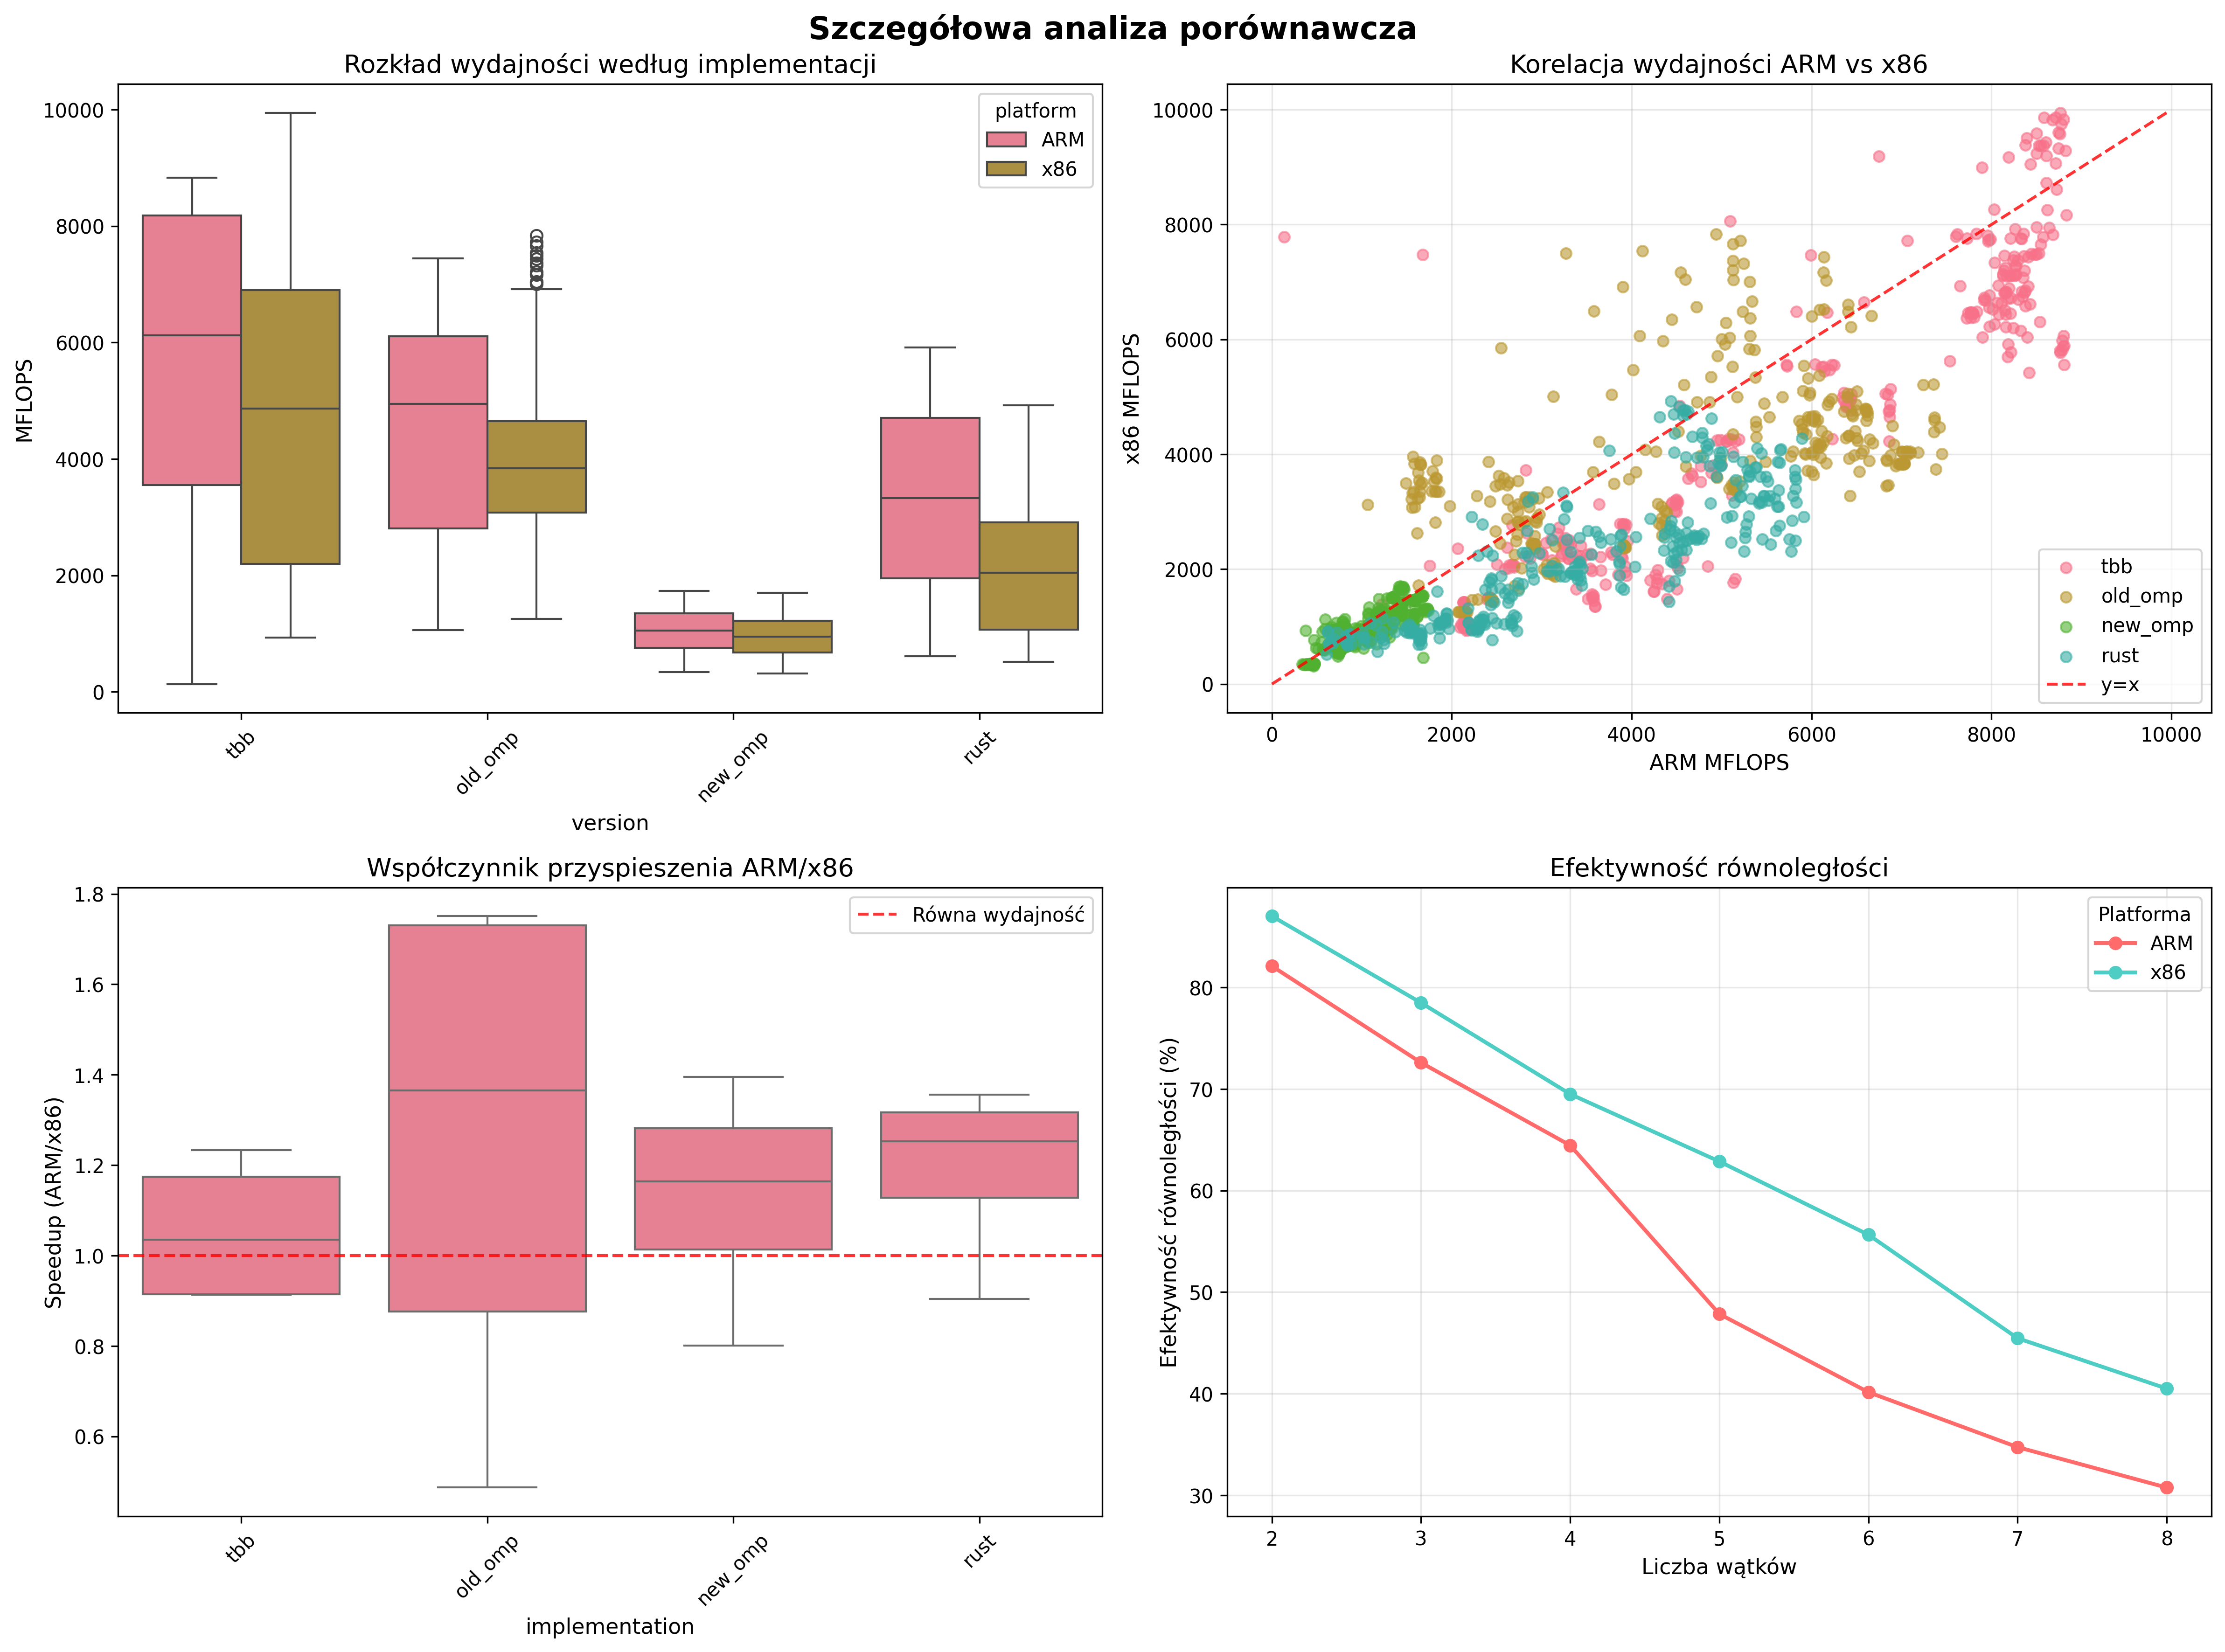 Szczegółowa analiza porównawcza
Rozkład wydajności według implementacji
MFLOPS
10000
8000
6000
4000
2000
0
platform
ARM
x86
tbb
old_omp
new_omp
rust
version
Korelacja wydajności ARM vs x86
x86 MFLOPS
10000
8000
6000
4000
2000
0
tbb
old_omp
new_omp
rust
y=x
0 2000 4000 6000 8000 10000
ARM MFLOPS
Współczynnik przyspieszenia ARM/x86
Speedup (ARM/x86)
1.8
1.6
1.4
1.2
1.0
0.8
0.6
Równa wydajność
tbb
old_omp
new_omp
rust
implementation
Efektywność równoległości
Efektywność równoległości (%)
80
70
60
50
40
30
Platforma
ARM
x86
2 3 4 5 6 7 8
Liczba wątków